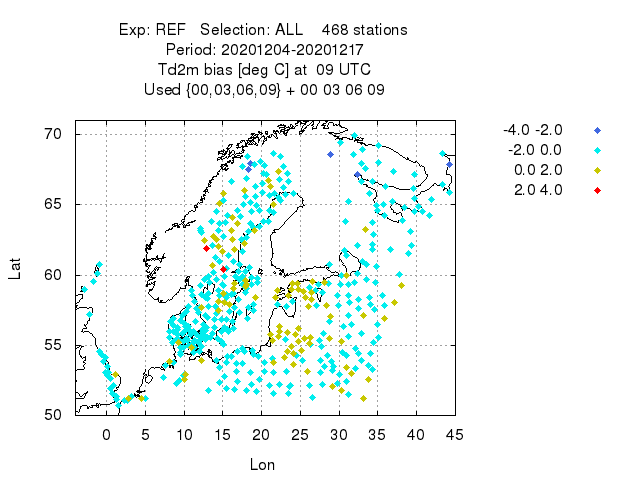 Exp: REF   Selection: ALL    468 stations
Period: 20201204-20201217
Td2m bias [deg C] at  09 UTC
Used {00,03,06,09} + 00 03 06 09
-4.0 -2.0
-2.0 0.0
0.0 2.0
2.0 4.0
70
65
60
55
50
Lat
0 5 10 15 20 25 30 35 40 45
Lon